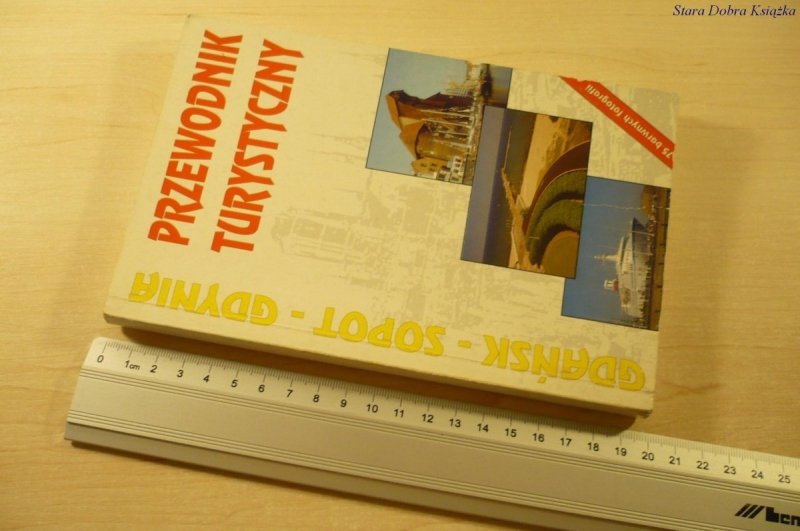 Stara Dobra Książka
PRZEWODNIK
TURYSTYCZNY
75 barwnych fotografii
GDAŃSK - SOPOT - GDYNIA
0 1cm 2 3 4 5 6 7 8 9 10 11 12 13 14 15 16 17 18 19 20 21 22 23 24 25